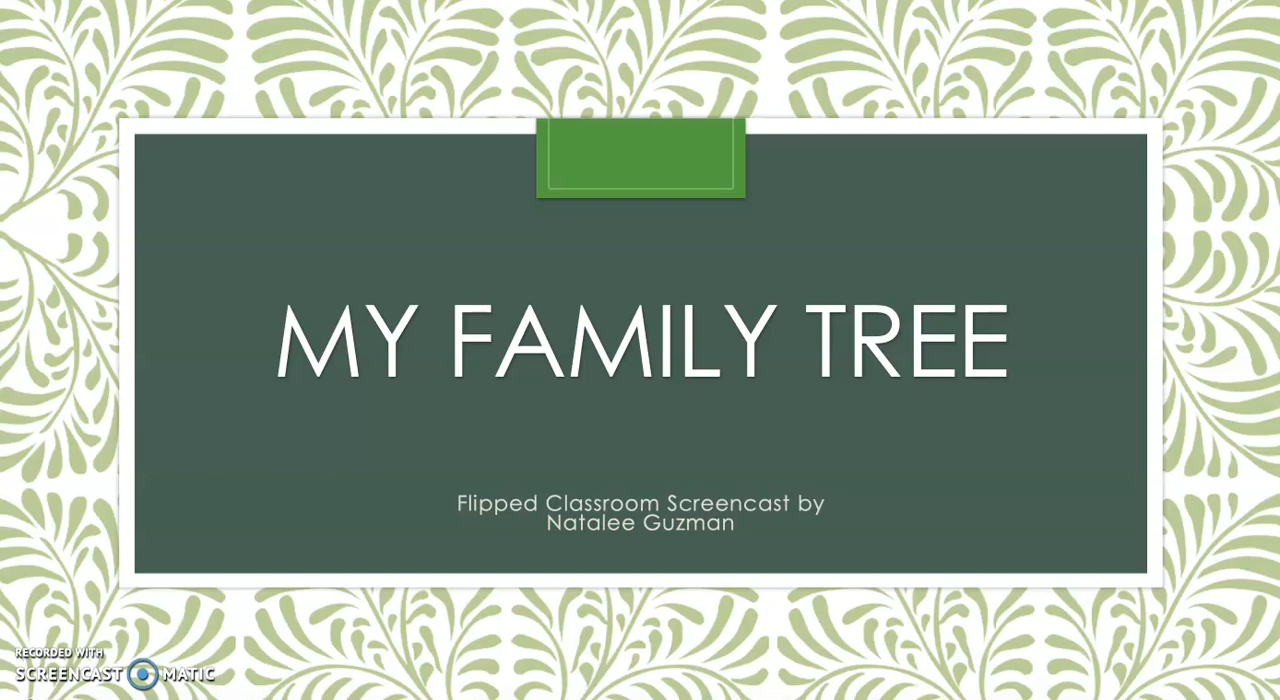 MY FAMILY TREE
Flipped Classroom Screencast by
Natalee Guzman
RECORDED WITH
SCREENCAST MATIC